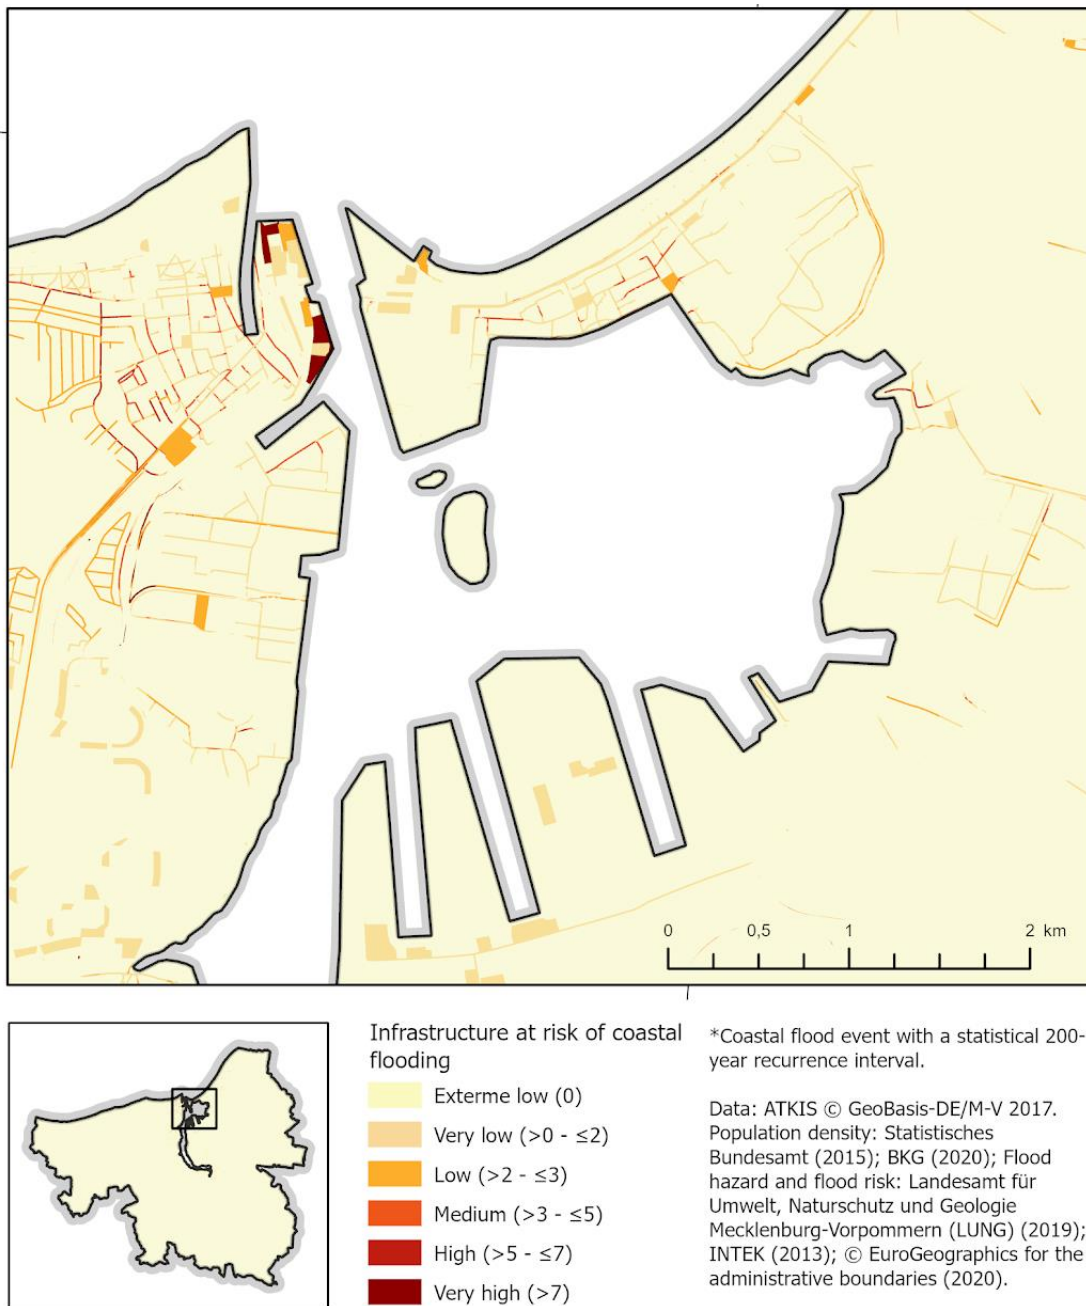 0 0,5 1 2 km
Infrastructure at risk of coastal
flooding
Exterme low (0)
Very low (>0 - ≤2)
Low (>2 - ≤3)
Medium (>3 - ≤5)
High (>5 - ≤7)
Very high (>7)
*Coastal flood event with a statistical 200-
year recurrence interval.
Data: ATKIS © GeoBasis-DE/M-V 2017.
Population density: Statistisches
Bundesamt (2015); BKG (2020); Flood
hazard and flood risk: Landesamt für
Umwelt, Naturschutz und Geologie
Mecklenburg-Vorpommern (LUNG) (2019);
INTEK (2013); © EuroGeographics for the
administrative boundaries (2020).